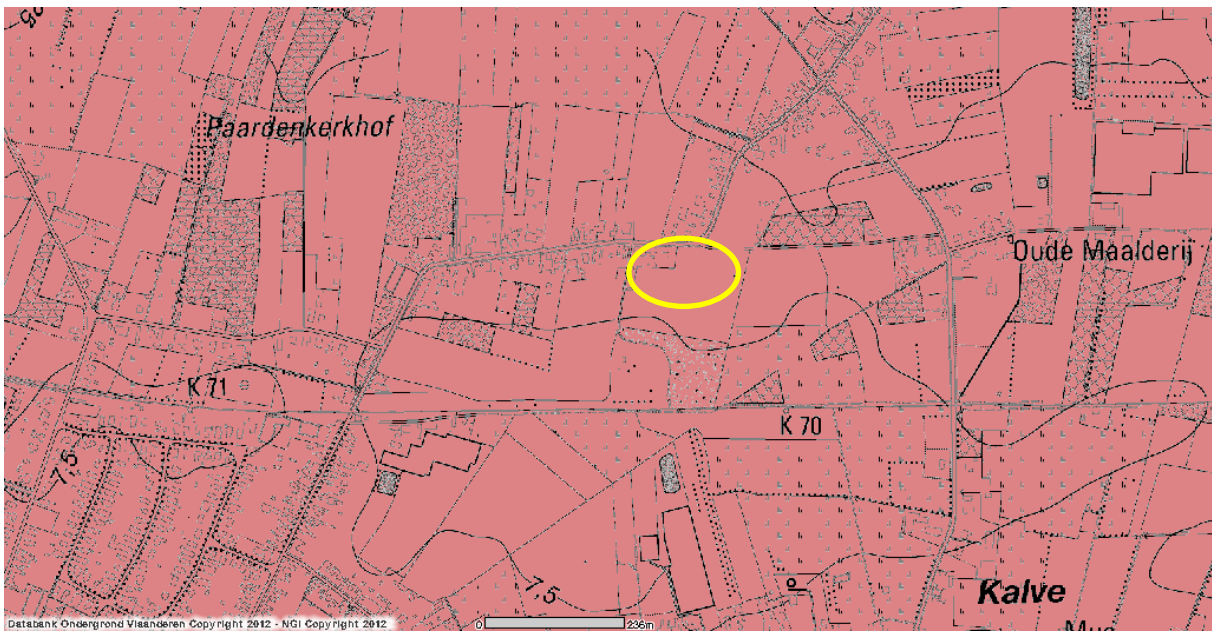 Paardenkerkhof
Oude Maalderij
K 71
K 70
7,5
7,5
Kalve
Databank Ondergrond Vlaanderen Copyright 2012 - NGI Copyright 2012
0 236m